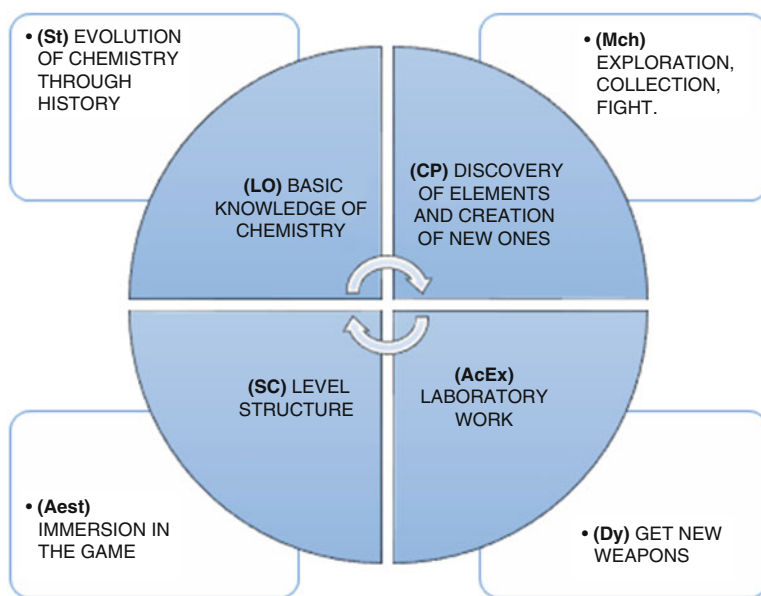 • (St) EVOLUTION
OF CHEMISTRY
THROUGH
HISTORY
• (Mch)
EXPLORATION,
COLLECTION,
FIGHT.
(LO) BASIC
KNOWLEDGE OF
CHEMISTRY
(CP) DISCOVERY
OF ELEMENTS
AND CREATION
OF NEW ONES
(SC) LEVEL
STRUCTURE
(AcEx)
LABORATORY
WORK
• (Aest)
IMMERSION IN
THE GAME
• (Dy) GET NEW
WEAPONS